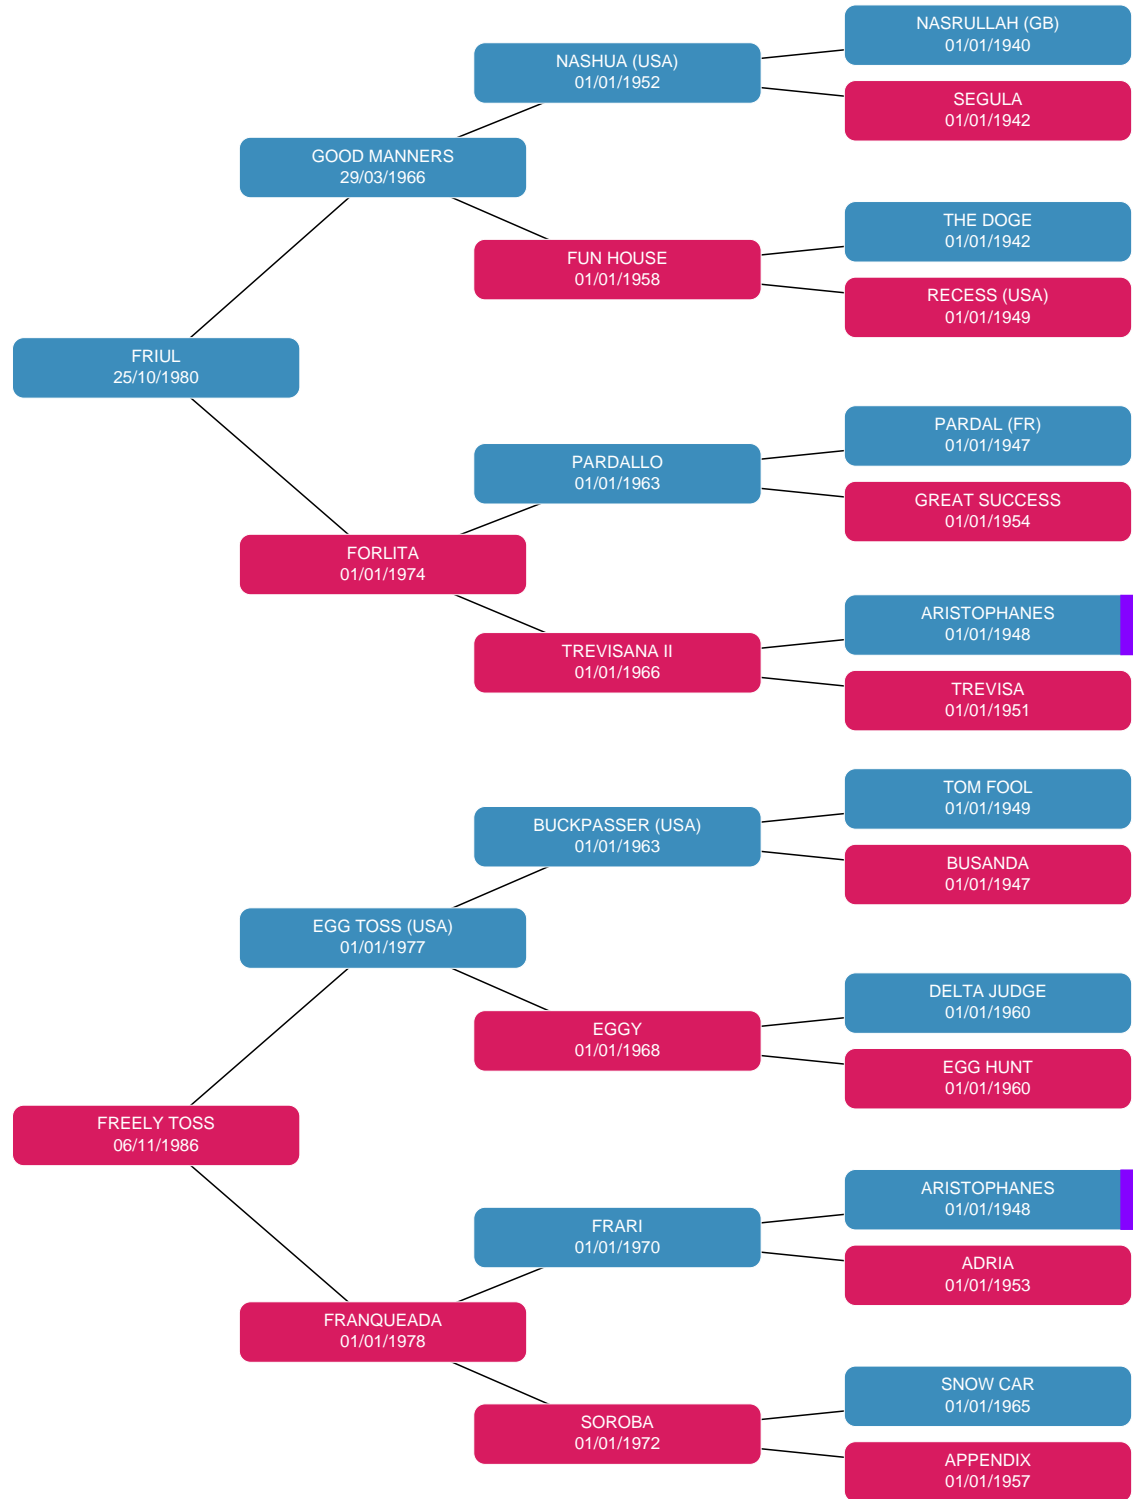 NASRULLAH (GB)
01/01/1940
NASHUA (USA)
01/01/1952
SEGULA
01/01/1942
GOOD MANNERS
29/03/1966
THE DOGE
01/01/1942
FUN HOUSE
01/01/1958
RECESS (USA)
01/01/1949
FRIUL
25/10/1980
PARDAL (FR)
01/01/1947
PARDALLO
01/01/1963
GREAT SUCCESS
01/01/1954
FORLITA
01/01/1974
ARISTOPHANES
01/01/1948
TREVISANA II
01/01/1966
TREVISA
01/01/1951
TOM FOOL
01/01/1949
BUCKPASSER (USA)
01/01/1963
BUSANDA
01/01/1947
EGG TOSS (USA)
01/01/1977
DELTA JUDGE
01/01/1960
EGGY
01/01/1968
EGG HUNT
01/01/1960
FREELY TOSS
06/11/1986
ARISTOPHANES
01/01/1948
FRARI
01/01/1970
ADRIA
01/01/1953
FRANQUEADA
01/01/1978
SNOW CAR
01/01/1965
SOROBA
01/01/1972
APPENDIX
01/01/1957